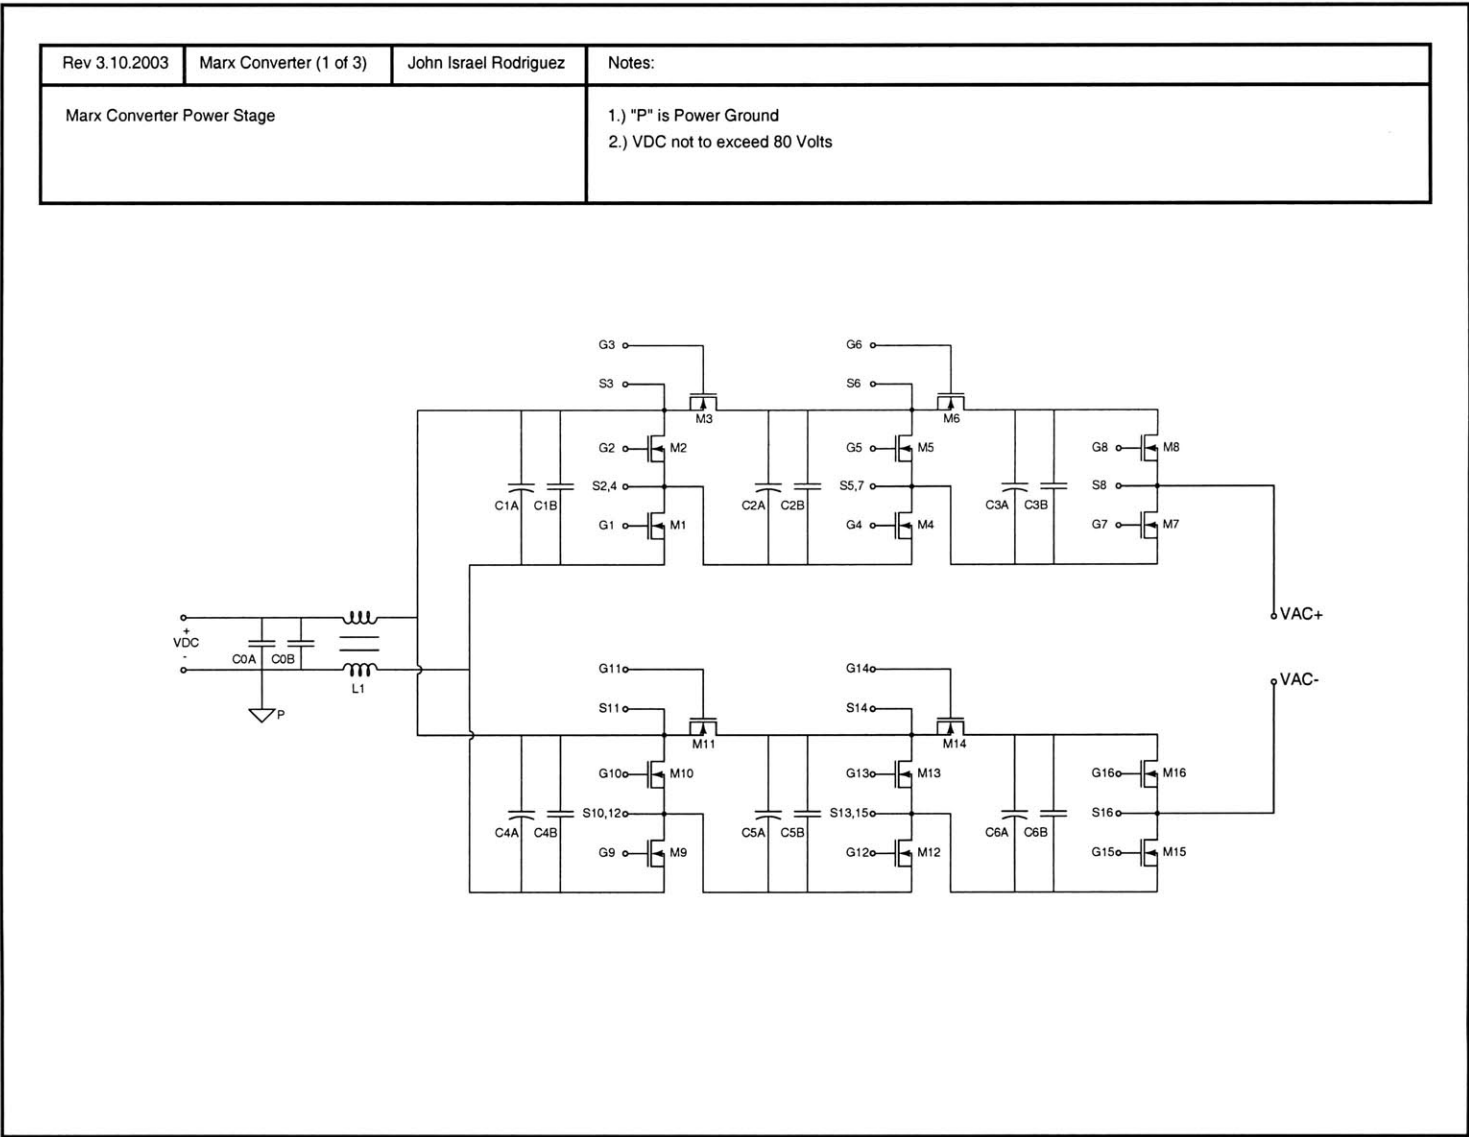 Rev 3.10.2003 Marx Converter (1 of 3) John Israel Rodriguez Notes:
Marx Converter Power Stage
1.) "P" is Power Ground
2.) VDC not to exceed 80 Volts
G3 G6
S3 S6
M3 M6
G2 M2 G5 M5 G8 M8
S2,4 S5,7 S8
C1A C1B C2A C2B C3A C3B
G1 M1 G4 M4 G7 M7
VAC+
+
VDC
-
C0A C0B
L1
P
G11 G14
VAC-
S11 S14
M11 M14
G10 M10 G13 M13 G16 M16
S10,12 S13,15 S16
C4A C4B C5A C5B C6A C6B
G9 M9 G12 M12 G15 M15